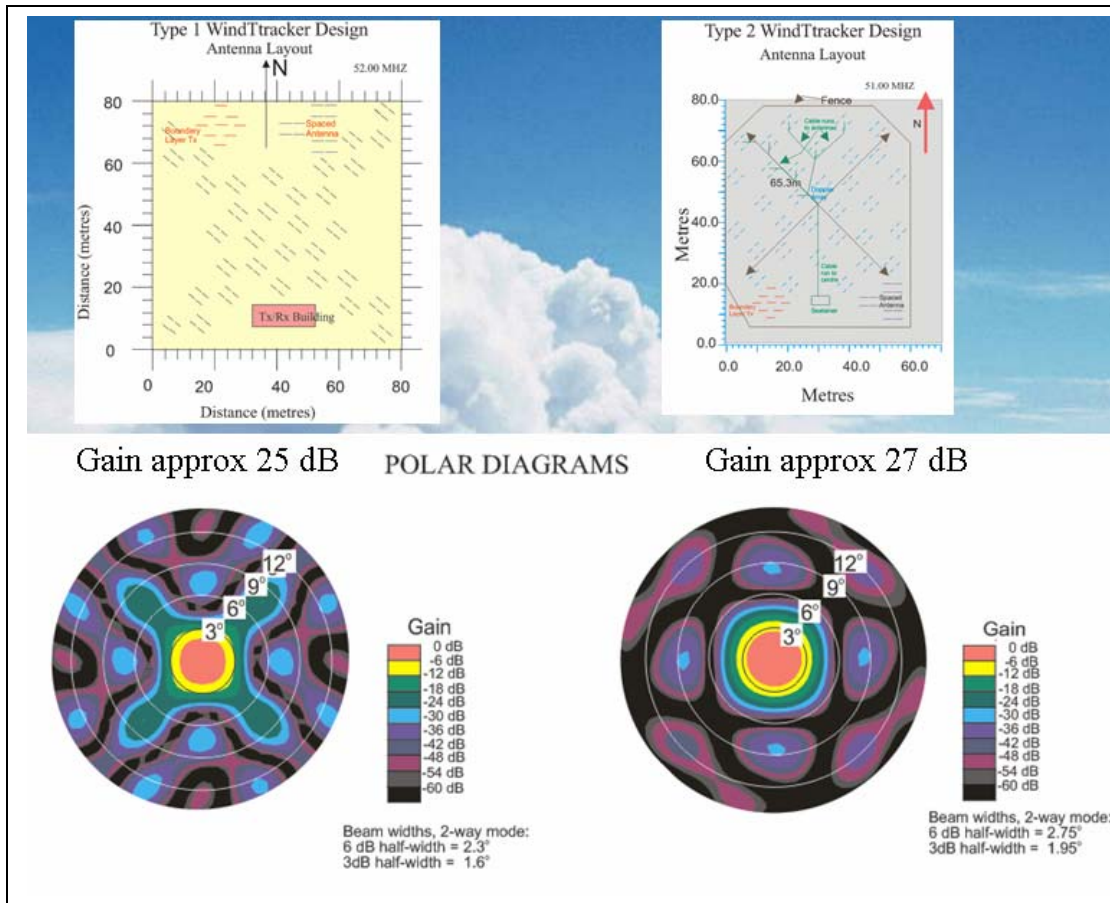 Type 1 WindTtracker Design
Antenna Layout
N
52.00 MHZ
80
60
40
20
0
Distance (metres)
Boundary
Layer Tx
Spaced
Antenna
Tx/Rx Building
0 20 40 60 80
Distance (metres)
Type 2 WindTtracker Design
Antenna Layout
51.00 MHZ
80.0
60.0
40.0
20.0
0.0
Metres
Fence
N
Cable runs
to antennas
65.3m
Cable
run to
centre
Spaced
Antenna
Boundary
Layer Tx
0.0 20.0 40.0 60.0
Metres
Gain approx 25 dB
POLAR DIAGRAMS
Gain approx 27 dB
12°
9°
6°
3°
Gain
0 dB
-6 dB
-12 dB
-18 dB
-24 dB
-30 dB
-36 dB
-42 dB
-48 dB
-54 dB
-60 dB
Beam widths, 2-way mode:
6 dB half-width = 2.3°
3dB half-width = 1.6°
12°
9°
6°
3°
Gain
0 dB
-6 dB
-12 dB
-18 dB
-24 dB
-30 dB
-36 dB
-42 dB
-48 dB
-54 dB
-60 dB
Beam widths, 2-way mode:
6 dB half-width = 2.75°
3dB half-width = 1.95°